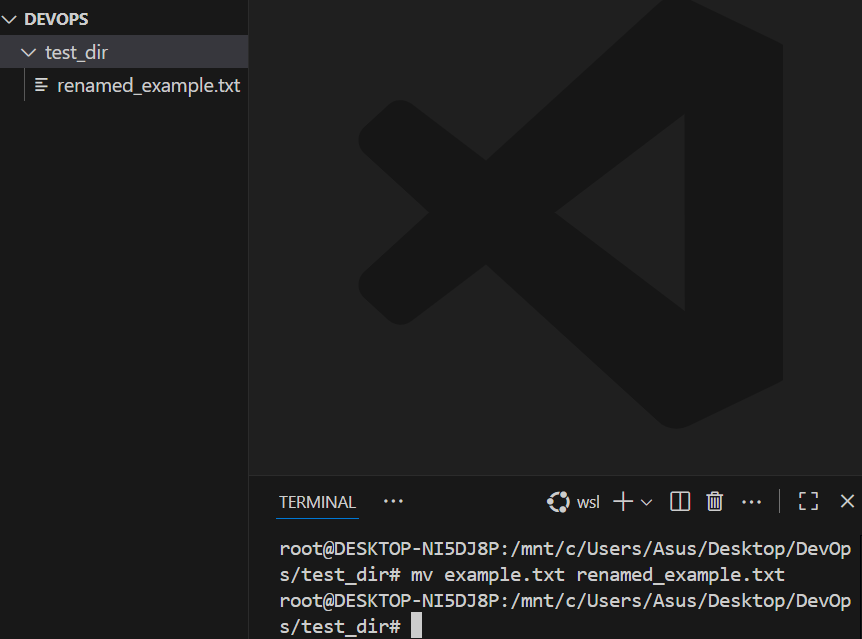 DEVOPS
test_dir
renamed_example.txt
TERMINAL
wsl
root@DESKTOP-NI5DJ8P:/mnt/c/Users/Asus/Desktop/DevOp
s/test_dir# mv example.txt renamed_example.txt
root@DESKTOP-NI5DJ8P:/mnt/c/Users/Asus/Desktop/DevOp
s/test_dir#